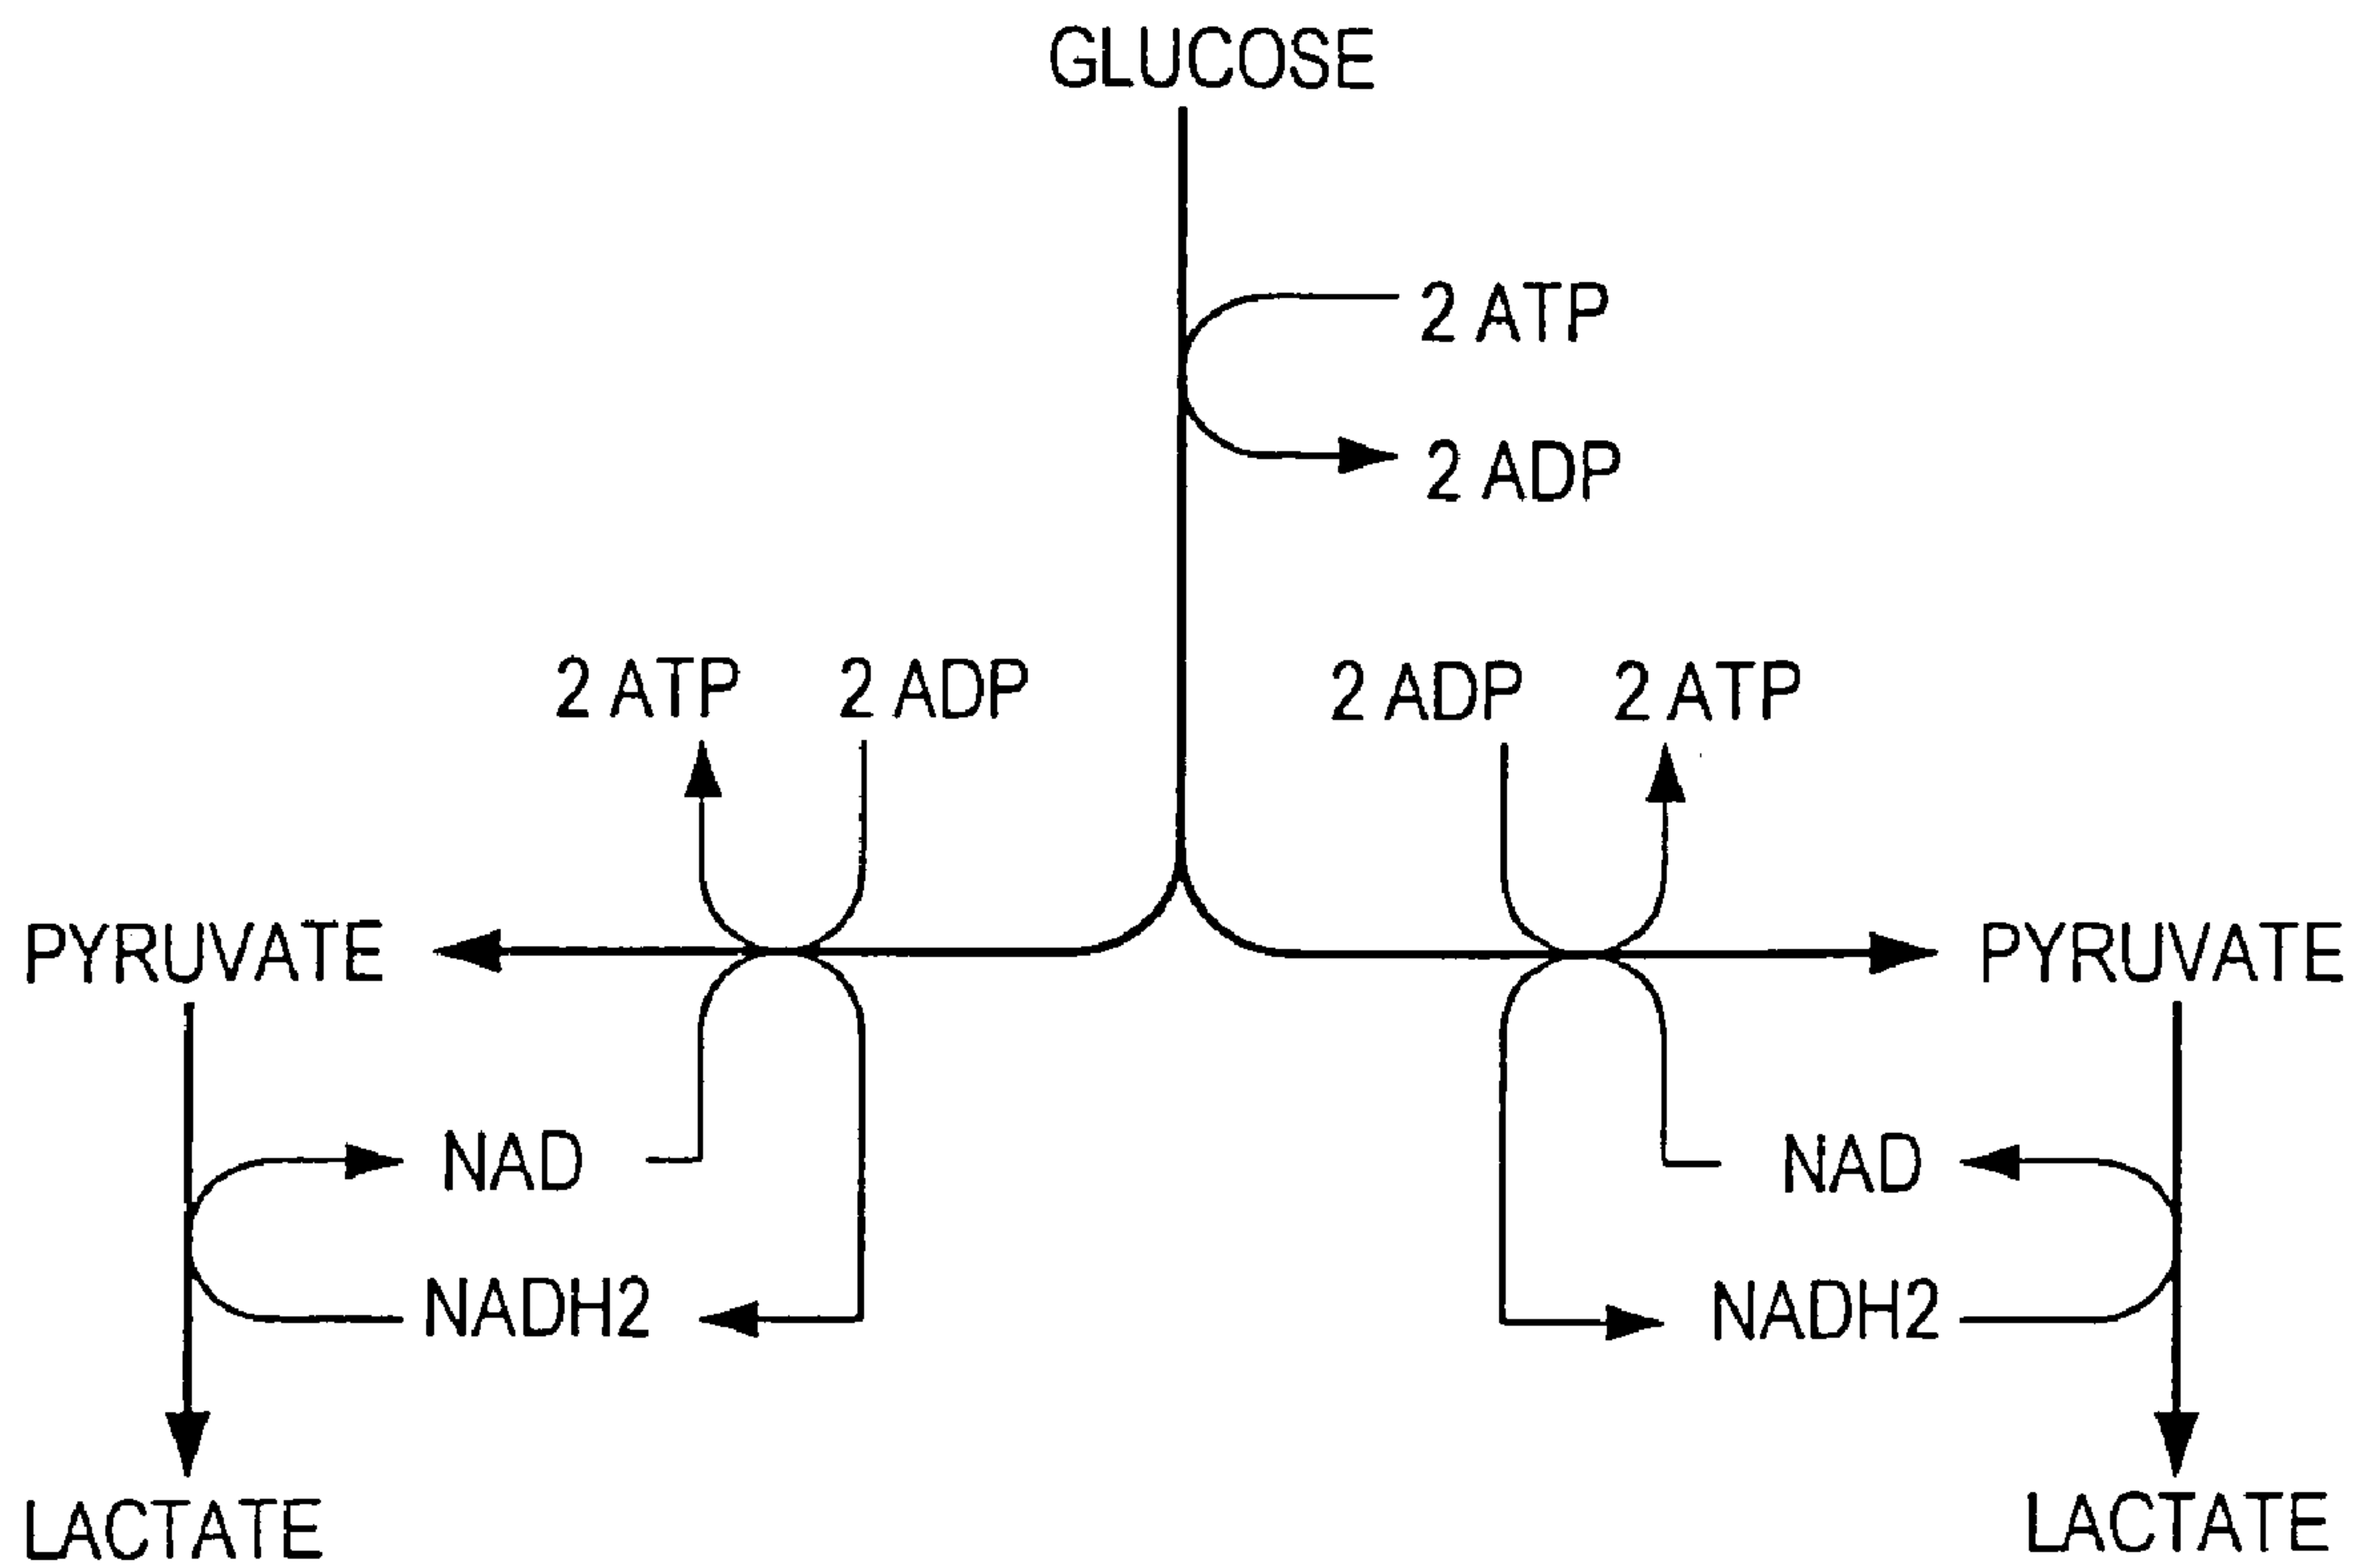 GLUCOSE
2 ATP
2 ADP
2 ATP 2 ADP 2 ADP 2 ATP
PYRUVATE PYRUVATE
NAD NAD
NADH2 NADH2
LACTATE LACTATE